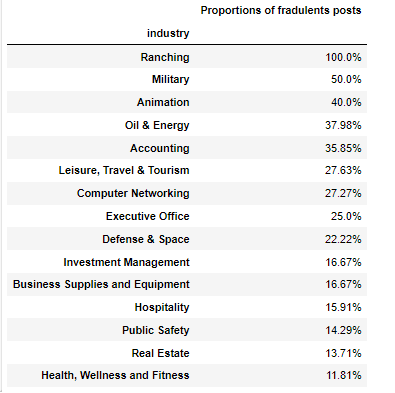 Proportions of fradulents posts
industry
Ranching 100.0%
Military 50.0%
Animation 40.0%
Oil & Energy 37.98%
Accounting 35.85%
Leisure, Travel & Tourism 27.63%
Computer Networking 27.27%
Executive Office 25.0%
Defense & Space 22.22%
Investment Management 16.67%
Business Supplies and Equipment 16.67%
Hospitality 15.91%
Public Safety 14.29%
Real Estate 13.71%
Health, Wellness and Fitness 11.81%